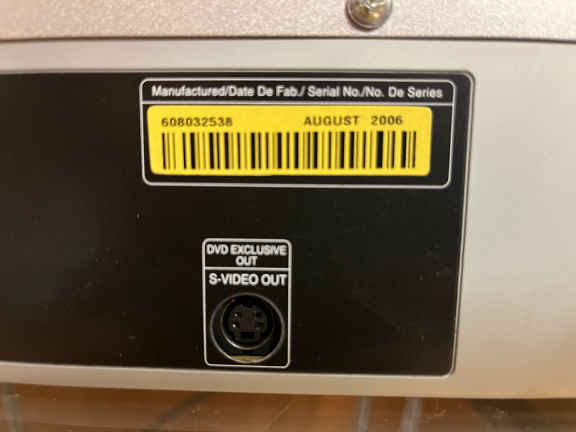 Manufactured/Date De Fab./ Serial No./No. De Series
608032538 AUGUST 2006
DVD EXCLUSIVE
OUT
S-VIDEO OUT